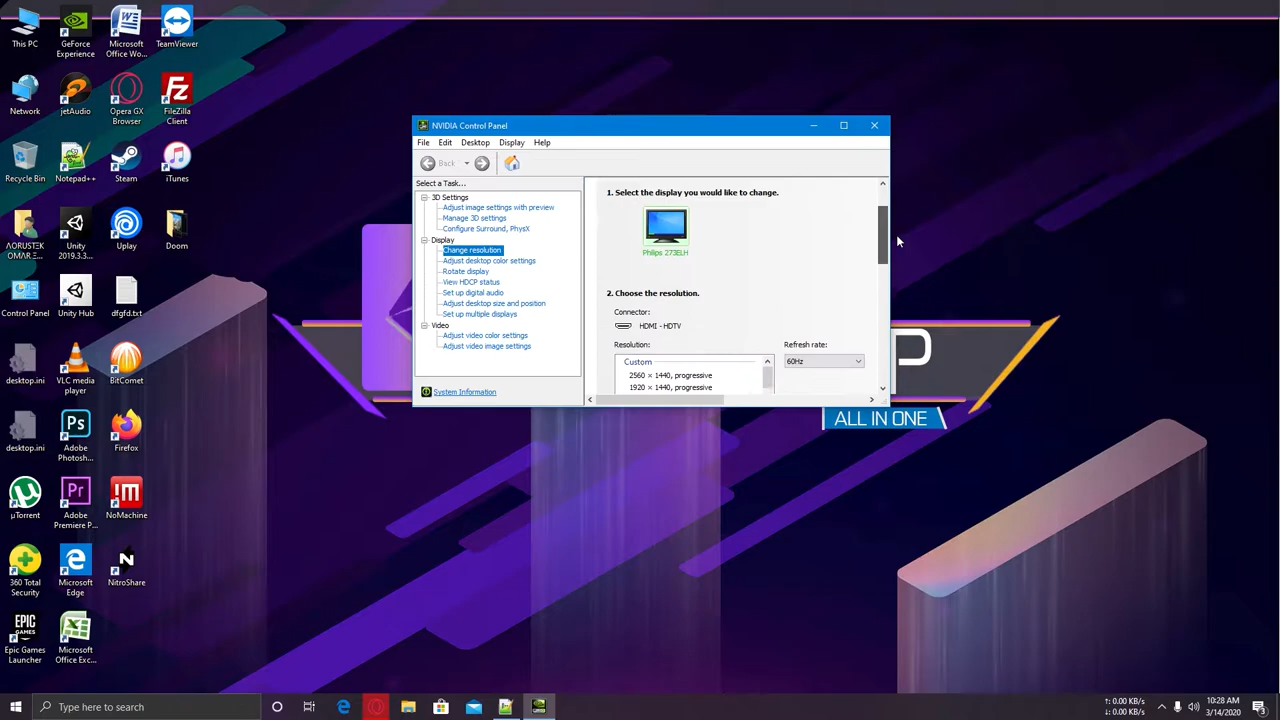 This PC
GeForce
Experience
Microsoft
Office Wo...
TeamViewer
Network
jetAudio
Opera GX
Browser
FileZilla
Client
Recycle Bin
Notepad++
Steam
iTunes
Unity
2019.3.3...
Uplay
Doom
Control Panel
Unity Hub
dfgfd.txt
desktop.ini
VLC media
player
BitComet
desktop.ini
Adobe
Photosh...
Firefox
µTorrent
Adobe
Premiere P...
NoMachine
360 Total
Security
Microsoft
Edge
NitroShare
Epic Games
Launcher
Microsoft
Office Exc...
NVIDIA Control Panel
File Edit Desktop Display Help
Back
Select a Task...
3D Settings
Adjust image settings with preview
Manage 3D settings
Configure Surround, PhysX
Display
Change resolution
Adjust desktop color settings
Rotate display
View HDCP status
Set up digital audio
Adjust desktop size and position
Set up multiple displays
Video
Adjust video color settings
Adjust video image settings
System Information
1. Select the display you would like to change.
Philips 273ELH
2. Choose the resolution.
Connector:
HDMI - HDTV
Resolution:
Refresh rate:
Custom
60Hz
2560 × 1440, progressive
1920 × 1440, progressive
D
ALL IN ONE
Type here to search
↑: 0.00 KB/s
↓: 0.00 KB/s
10:28 AM
3/14/2020
3